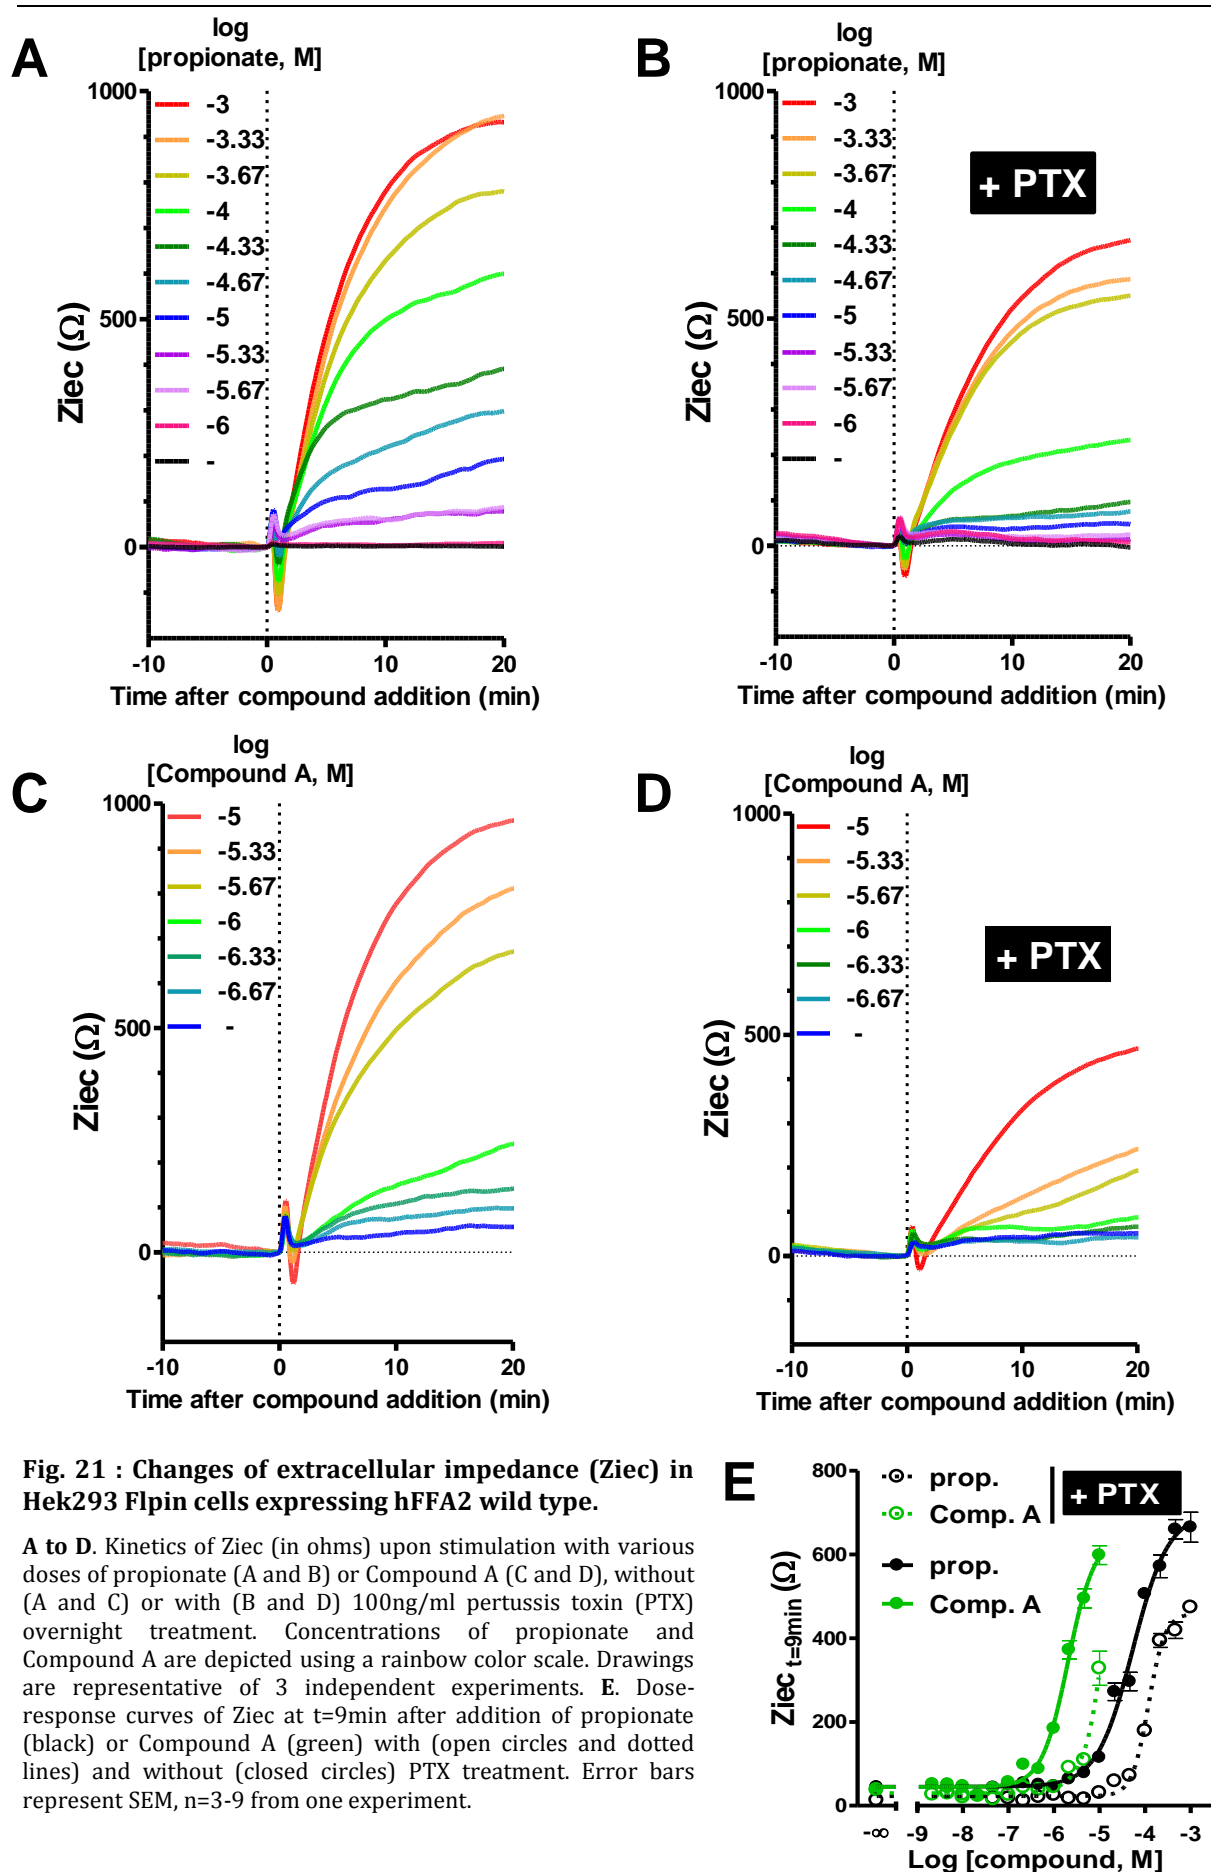 A
log
[propionate, M]
1000
500
0
Ziec (Ω)
-3
-3.33
-3.67
-4
-4.33
-4.67
-5
-5.33
-5.67
-6
-
-10 0 10 20
Time after compound addition (min)
B
log
[propionate, M]
1000
500
0
Ziec (Ω)
-3
-3.33
-3.67
-4
-4.33
-4.67
-5
-5.33
-5.67
-6
-
+ PTX
-10 0 10 20
Time after compound addition (min)
C
log
[Compound A, M]
1000
500
0
Ziec (Ω)
-5
-5.33
-5.67
-6
-6.33
-6.67
-
-10 0 10 20
Time after compound addition (min)
D
log
[Compound A, M]
1000
500
0
Ziec (Ω)
-5
-5.33
-5.67
-6
-6.33
-6.67
-
+ PTX
-10 0 10 20
Time after compound addition (min)
Fig. 21 : Changes of extracellular impedance (Ziec) in
Hek293 Flpin cells expressing hFFA2 wild type.
A to D. Kinetics of Ziec (in ohms) upon stimulation with various
doses of propionate (A and B) or Compound A (C and D), without
(A and C) or with (B and D) 100ng/ml pertussis toxin (PTX)
overnight treatment. Concentrations of propionate and
Compound A are depicted using a rainbow color scale. Drawings
are representative of 3 independent experiments. E. Dose-
response curves of Ziec at t=9min after addition of propionate
(black) or Compound A (green) with (open circles and dotted
lines) and without (closed circles) PTX treatment. Error bars
represent SEM, n=3-9 from one experiment.
E
800
600
400
200
0
Ziec t=9min (Ω)
prop.
Comp. A
+ PTX
prop.
Comp. A
-∞ -9 -8 -7 -6 -5 -4 -3
Log [compound, M]